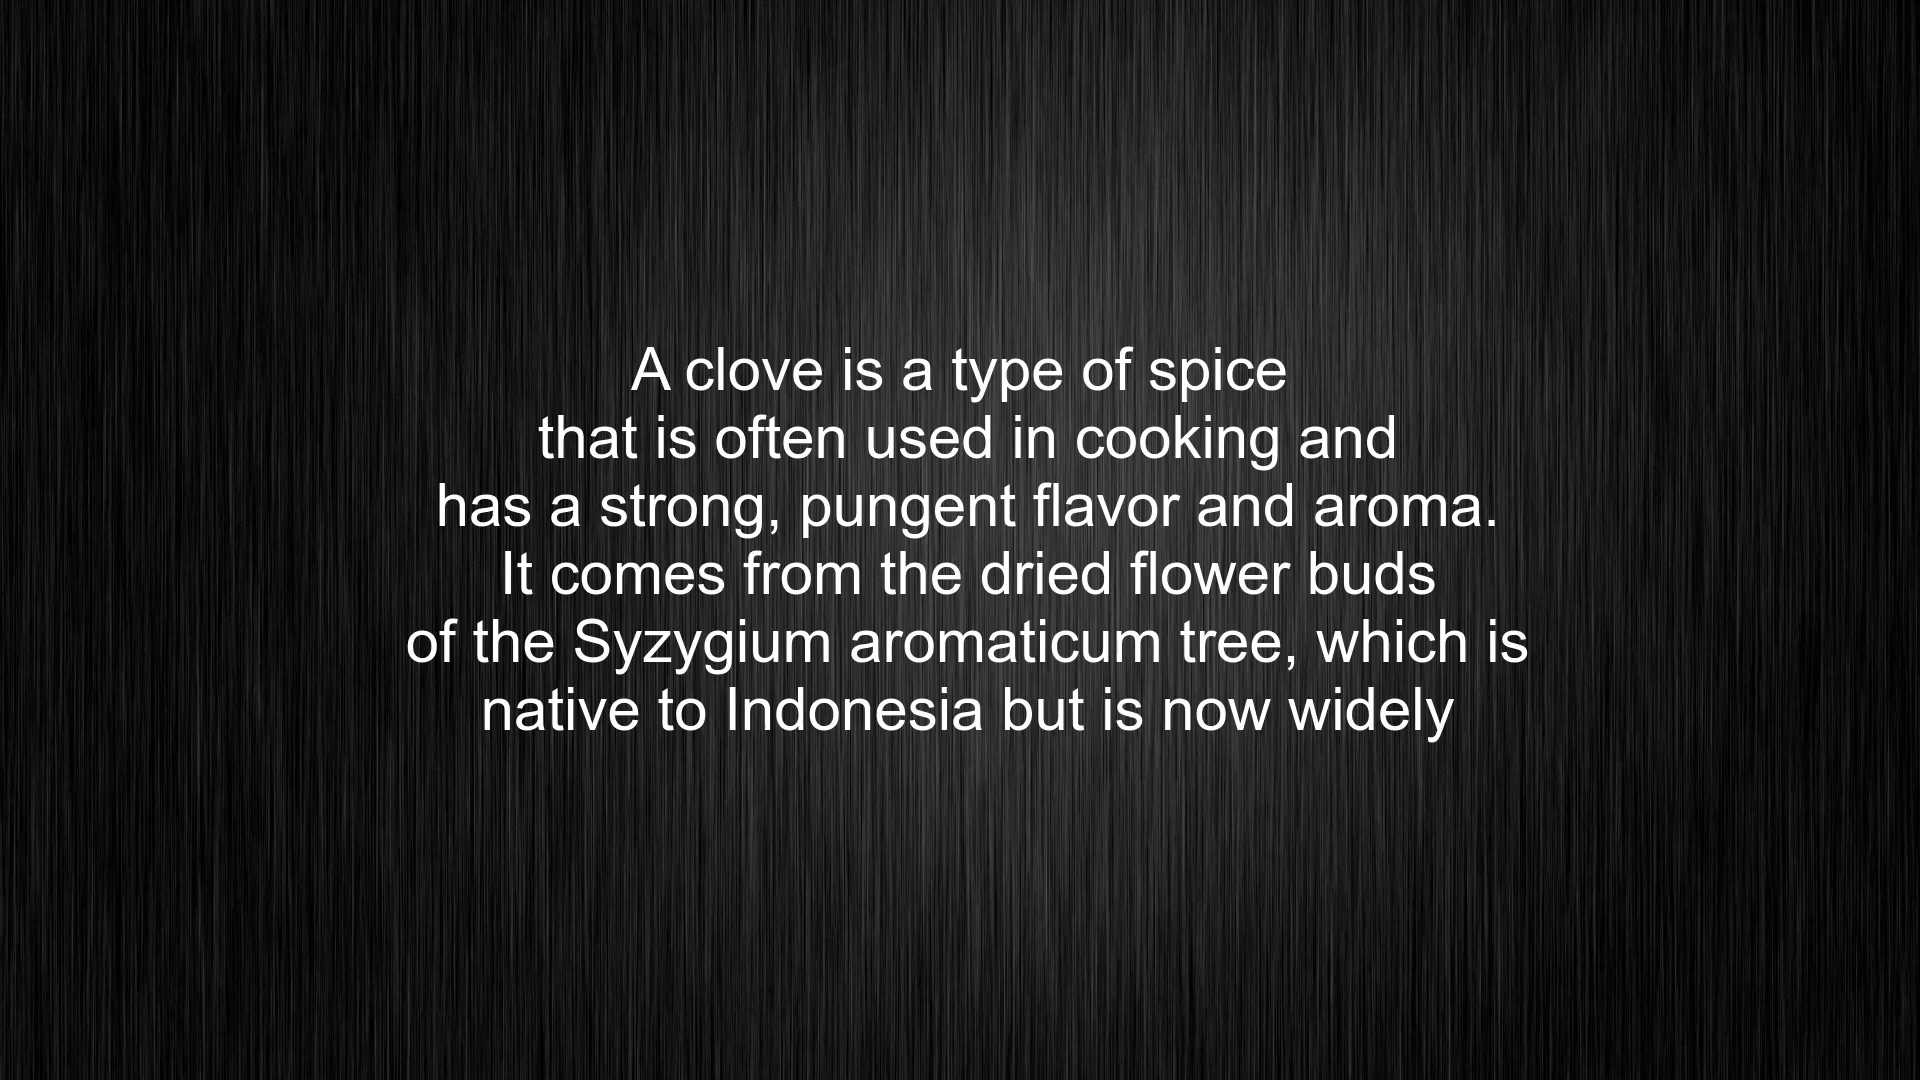 A clove is a type of spice
that is often used in cooking and
has a strong, pungent flavor and aroma.
It comes from the dried flower buds
of the Syzygium aromaticum tree, which is
native to Indonesia but is now widely